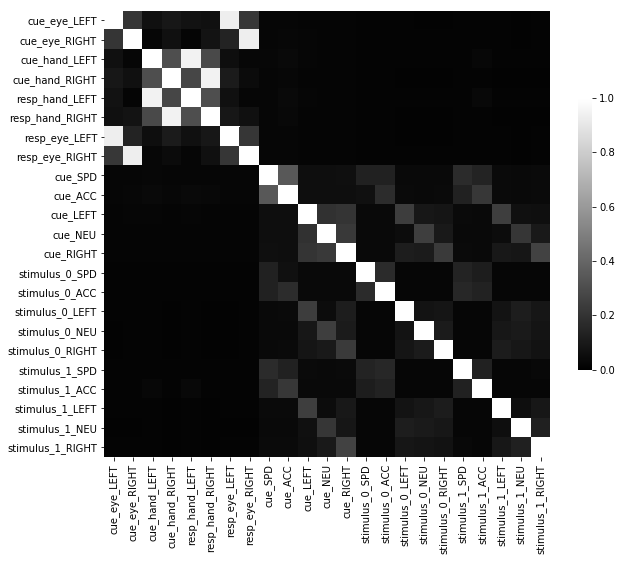 cue_eye_LEFT
cue_eye_RIGHT
cue_hand_LEFT
cue_hand_RIGHT
resp_hand_LEFT
resp_hand_RIGHT
resp_eye_LEFT
resp_eye_RIGHT
cue_SPD
cue_ACC
cue_LEFT
cue_NEU
cue_RIGHT
stimulus_0_SPD
stimulus_0_ACC
stimulus_0_LEFT
stimulus_0_NEU
stimulus_0_RIGHT
stimulus_1_SPD
stimulus_1_ACC
stimulus_1_LEFT
stimulus_1_NEU
stimulus_1_RIGHT
1.0
0.8
0.6
0.4
0.2
0.0
cue_eye_LEFT
cue_eye_RIGHT
cue_hand_LEFT
cue_hand_RIGHT
resp_hand_LEFT
resp_hand_RIGHT
resp_eye_LEFT
resp_eye_RIGHT
cue_SPD
cue_ACC
cue_LEFT
cue_NEU
cue_RIGHT
stimulus_0_SPD
stimulus_0_ACC
stimulus_0_LEFT
stimulus_0_NEU
stimulus_0_RIGHT
stimulus_1_SPD
stimulus_1_ACC
stimulus_1_LEFT
stimulus_1_NEU
stimulus_1_RIGHT